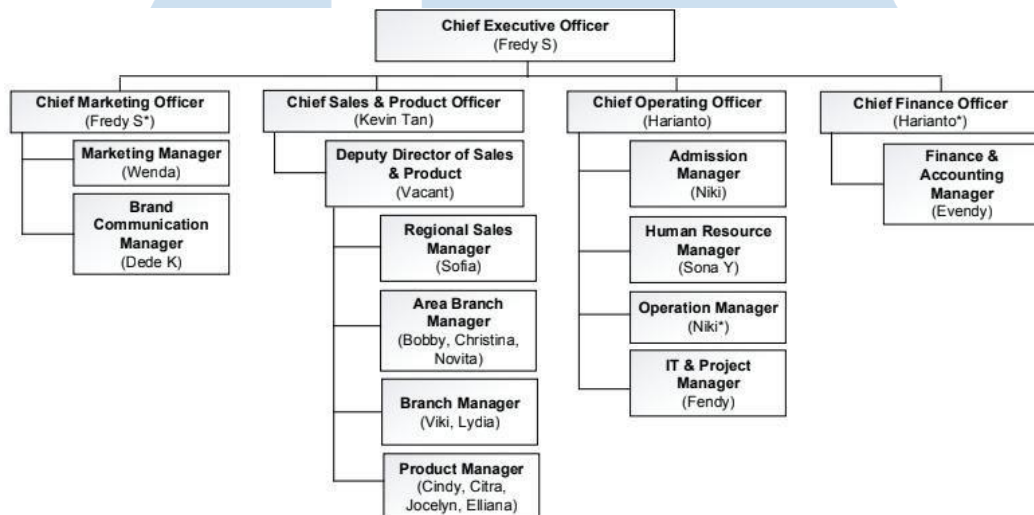 Chief Executive Officer
(Fredy S)
Chief Marketing Officer
(Fredy S*)
Marketing Manager
(Wenda)
Brand
Communication
Manager
(Dede K)
Chief Sales & Product Officer
(Kevin Tan)
Deputy Director of Sales
& Product
(Vacant)
Regional Sales
Manager
(Sofia)
Area Branch
Manager
(Bobby, Christina,
Novita)
Branch Manager
(Viki, Lydia)
Product Manager
(Cindy, Citra,
Jocelyn, Elliana)
Chief Operating Officer
(Harianto)
Admission
Manager
(Niki)
Human Resource
Manager
(Sona Y)
Operation Manager
(Niki*)
IT & Project
Manager
(Fendy)
Chief Finance Officer
(Harianto*)
Finance &
Accounting
Manager
(Evendy)